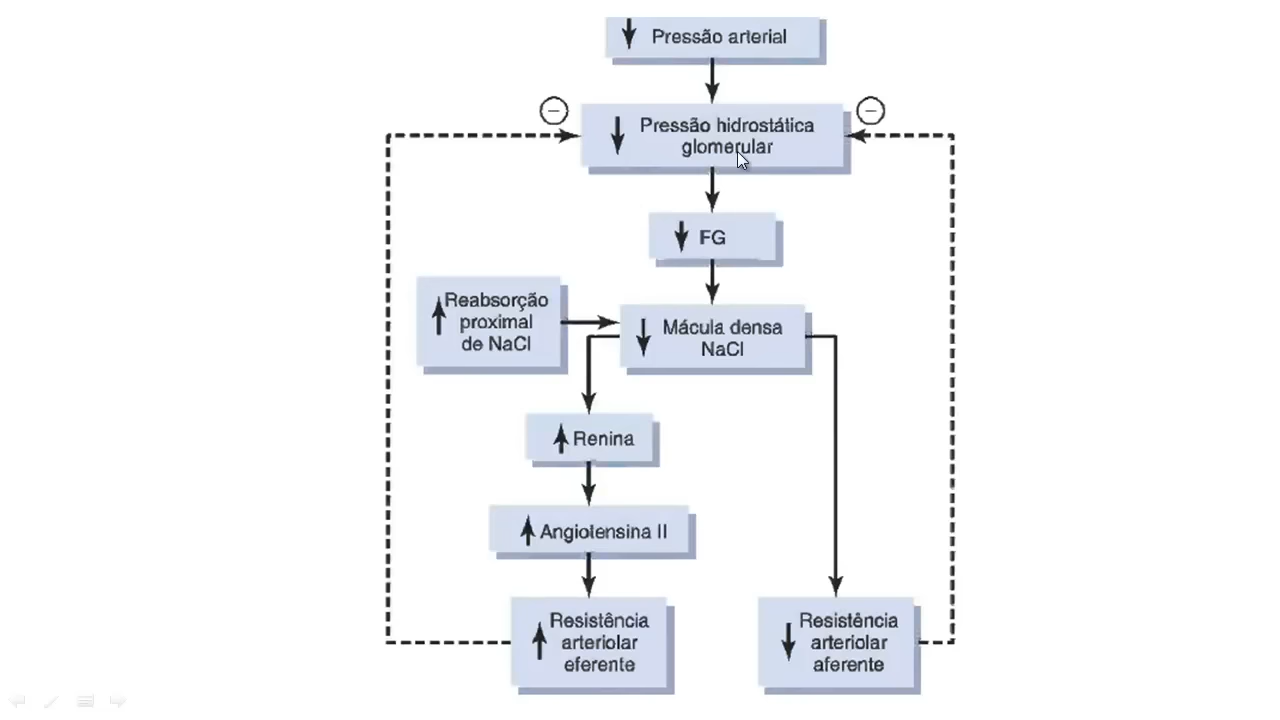 Pressão arterial
Pressão hidrostática
glomerular
FG
Reabsorção
proximal
de NaCl
Mácula densa
NaCl
Renina
Angiotensina II
Resistência
arteriolar
eferente
Resistência
arteriolar
aferente